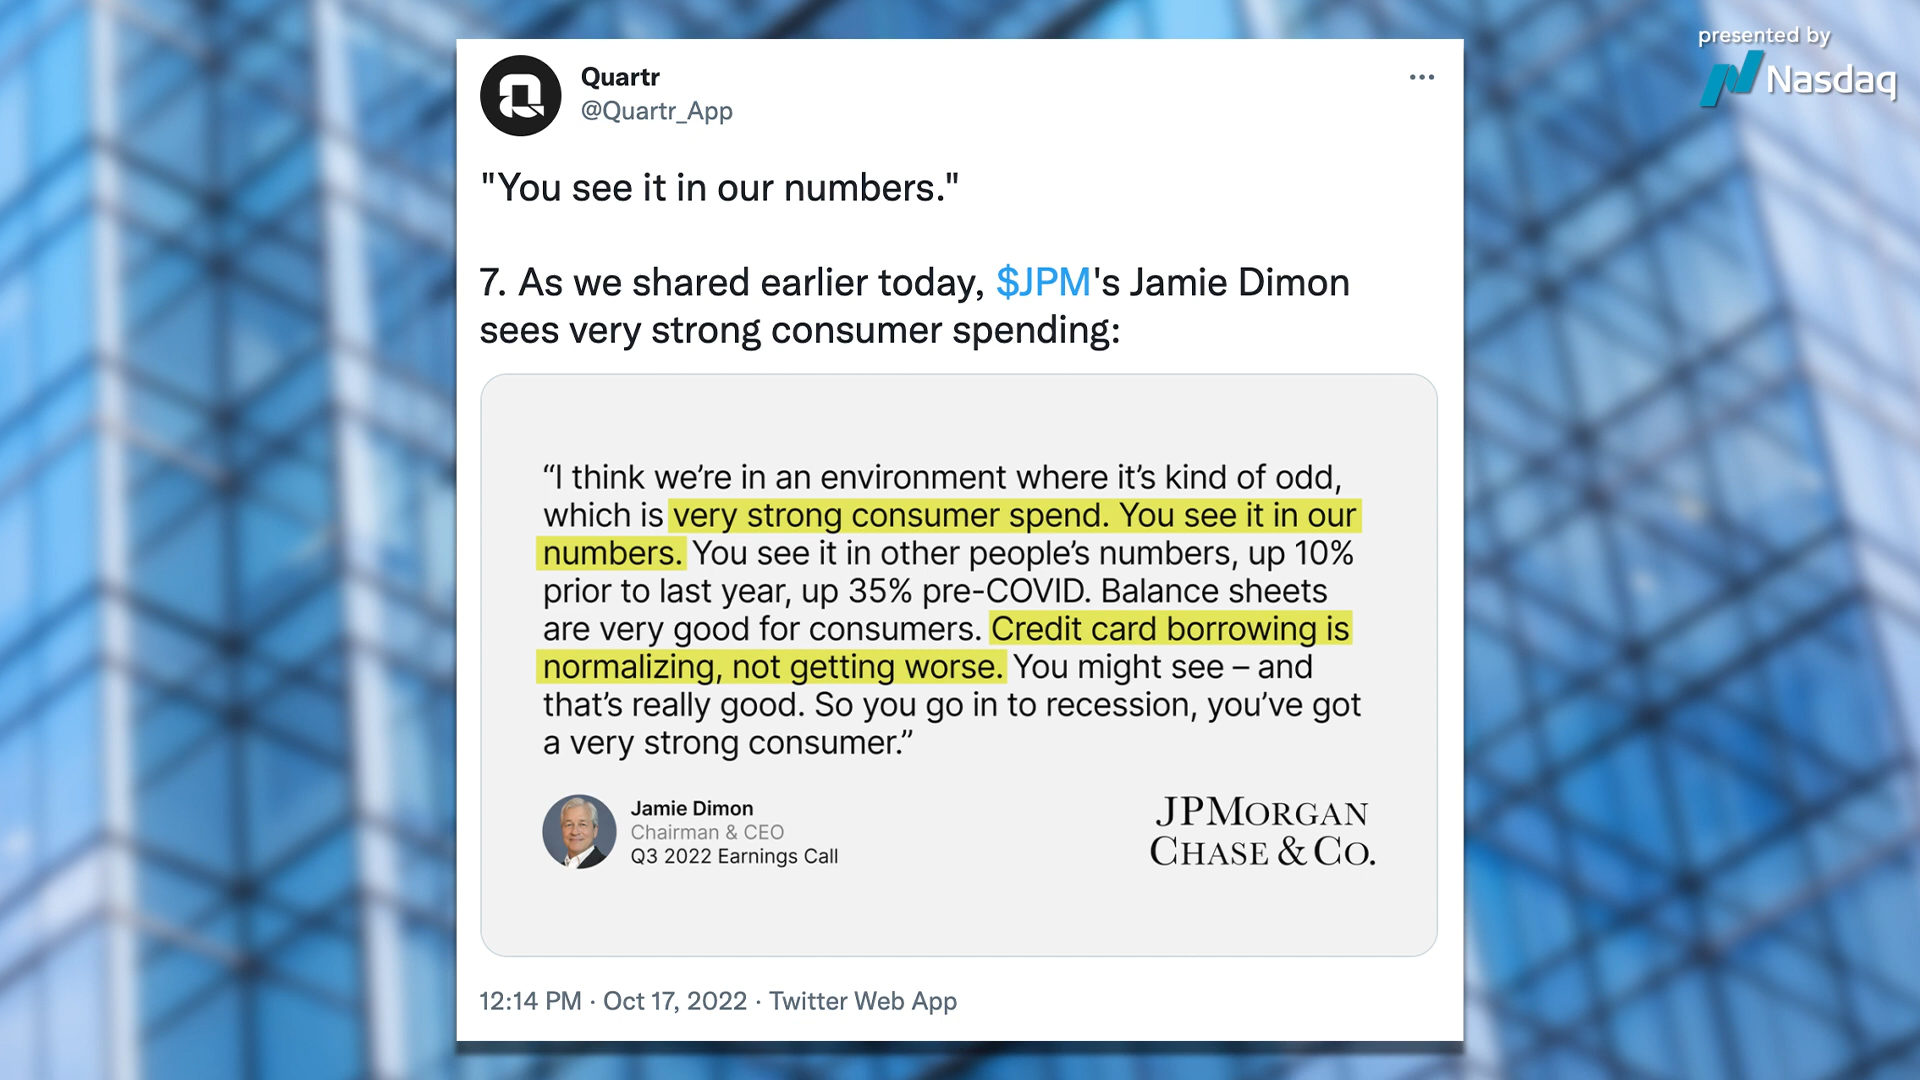 presented by
Nasdaq
Quartr
@Quartr_App
"You see it in our numbers."
7. As we shared earlier today, $JPM's Jamie Dimon
sees very strong consumer spending:
“I think we’re in an environment where it’s kind of odd,
which is very strong consumer spend. You see it in our
numbers. You see it in other people’s numbers, up 10%
prior to last year, up 35% pre-COVID. Balance sheets
are very good for consumers. Credit card borrowing is
normalizing, not getting worse. You might see – and
that’s really good. So you go in to recession, you’ve got
a very strong consumer.”
Jamie Dimon
Chairman & CEO
Q3 2022 Earnings Call
JPMORGAN
CHASE & CO.
12:14 PM · Oct 17, 2022 · Twitter Web App